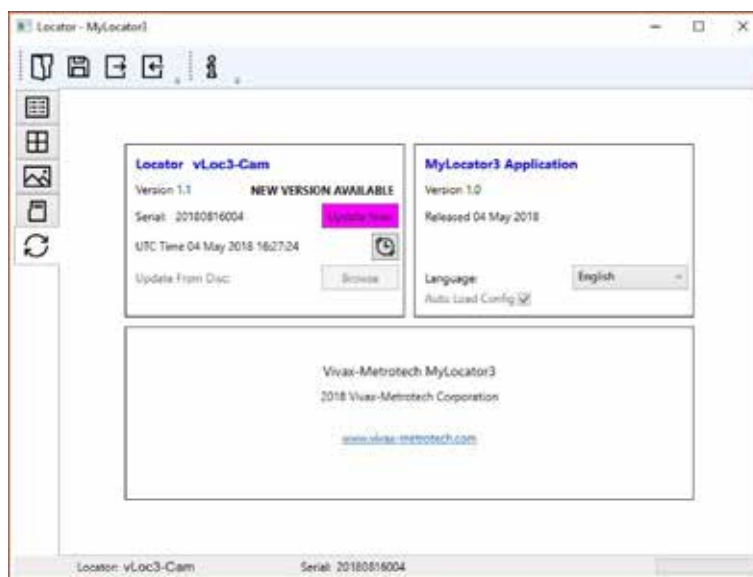 Locator - MyLocator3
Locator vLoc3-Cam
Version 1.1 NEW VERSION AVAILABLE
Serial: 20180816004 Update Now
UTC Time 04 May 2018 16:27:24
Update From Disc: Browse
MyLocator3 Application
Version 1.0
Released 04 May 2018
Language: English
Auto Load Config
Vivax-Metrotech MyLocator3
2018 Vivax-Metrotech Corporation
www.vivax-metrotech.com
Locator: vLoc3-Cam Serial: 20180816004